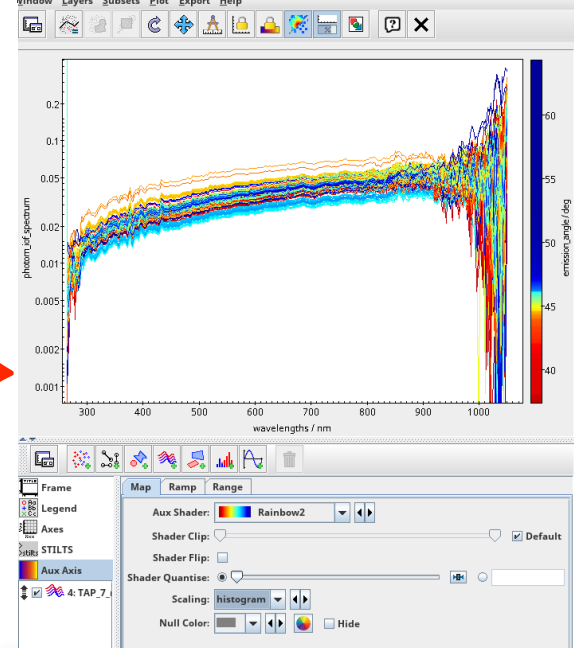 Window Layers Subsets Plot Export Help
0.2
0.1
0.05
0.02
0.01
0.005
0.002
0.001
photom_iof_spectrum
300 400 500 600 700 800 900 1000
wavelengths / nm
60
55
50
45
40
emission_angle / deg
Frame
Legend
Axes
STILTS
Aux Axis
4: TAP_7_
Map Ramp Range
Aux Shader: Rainbow2
Shader Clip: Default
Shader Flip:
Shader Quantise:
Scaling: histogram
Null Color: Hide